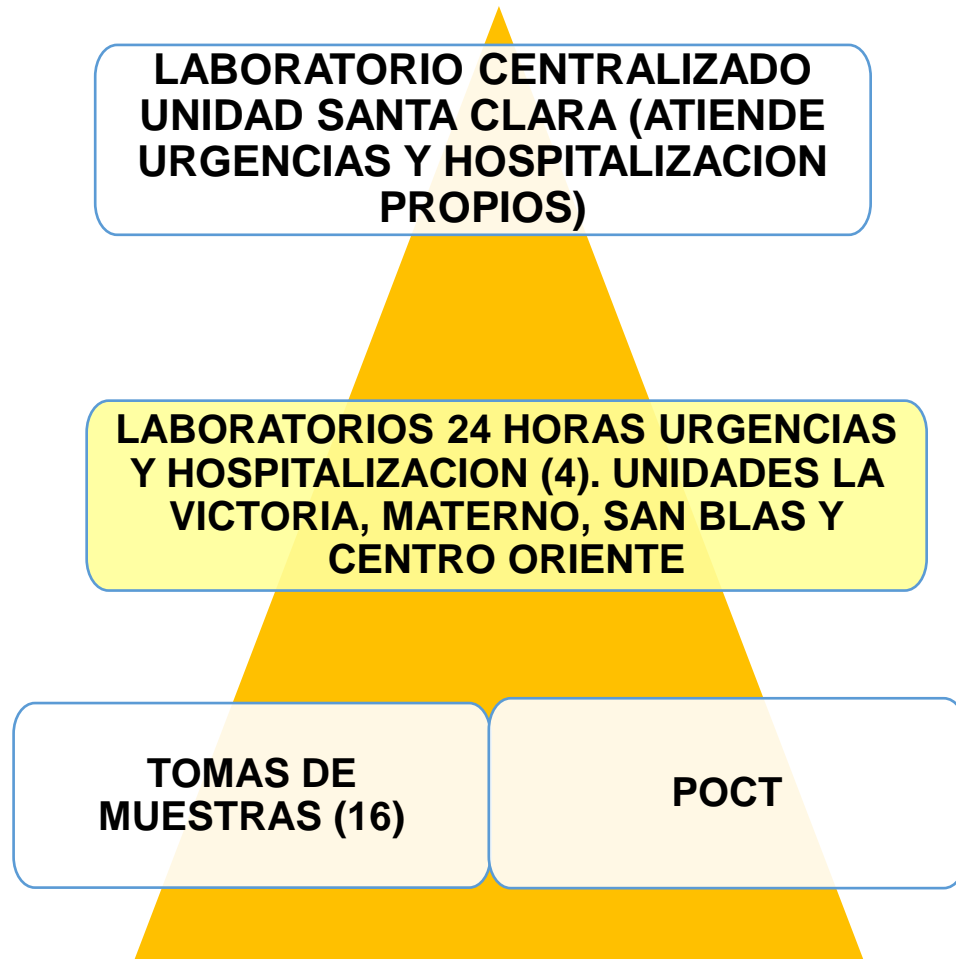 LABORATORIO CENTRALIZADO
UNIDAD SANTA CLARA (ATIENDE
URGENCIAS Y HOSPITALIZACION
PROPIOS)
LABORATORIOS 24 HORAS URGENCIAS
Y HOSPITALIZACION (4). UNIDADES LA
VICTORIA, MATERNO, SAN BLAS Y
CENTRO ORIENTE
TOMAS DE
MUESTRAS (16)
POCT